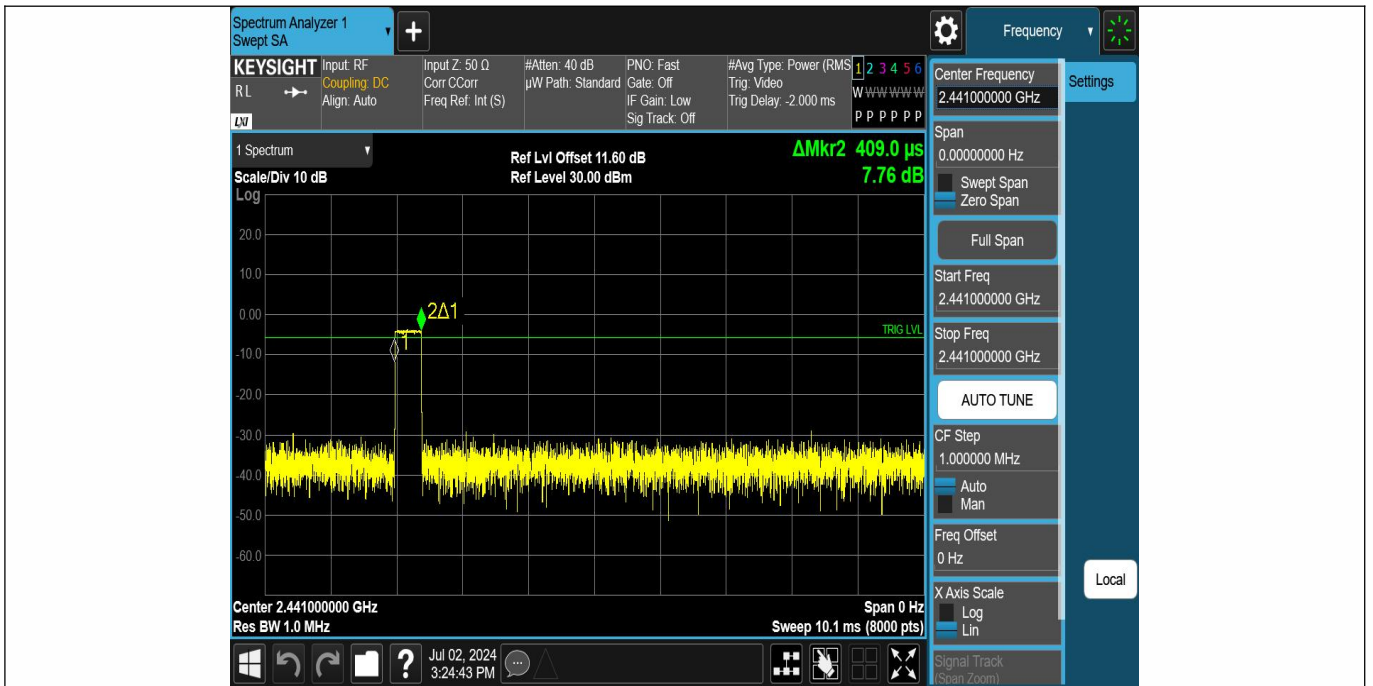 Spectrum Analyzer 1
Swept SA
Frequency
KEYSIGHT
RL
LXI
Input: RF
Coupling: DC
Align: Auto
Input Z: 50 Ω
Corr CCorr
Freq Ref: Int (S)
#Atten: 40 dB
µW Path: Standard
PNO: Fast
Gate: Off
IF Gain: Low
Sig Track: Off
#Avg Type: Power (RMS
Trig: Video
Trig Delay: -2.000 ms
1 2 3 4 5 6
W W W W W W
P P P P P P
1 Spectrum
Scale/Div 10 dB
Ref Lvl Offset 11.60 dB
Ref Level 30.00 dBm
ΔMkr2 409.0 µs
7.76 dB
Log
20.0
10.0
0.00
-10.0
-20.0
-30.0
-40.0
-50.0
-60.0
2Δ1
1
TRIG LVL
Center 2.441000000 GHz
Res BW 1.0 MHz
Span 0 Hz
Sweep 10.1 ms (8000 pts)
Center Frequency
2.441000000 GHz
Settings
Span
0.00000000 Hz
Swept Span
Zero Span
Full Span
Start Freq
2.441000000 GHz
Stop Freq
2.441000000 GHz
AUTO TUNE
CF Step
1.000000 MHz
Auto
Man
Freq Offset
0 Hz
X Axis Scale
Log
Lin
Signal Track
(Span Zoom)
Local
Jul 02, 2024
3:24:43 PM